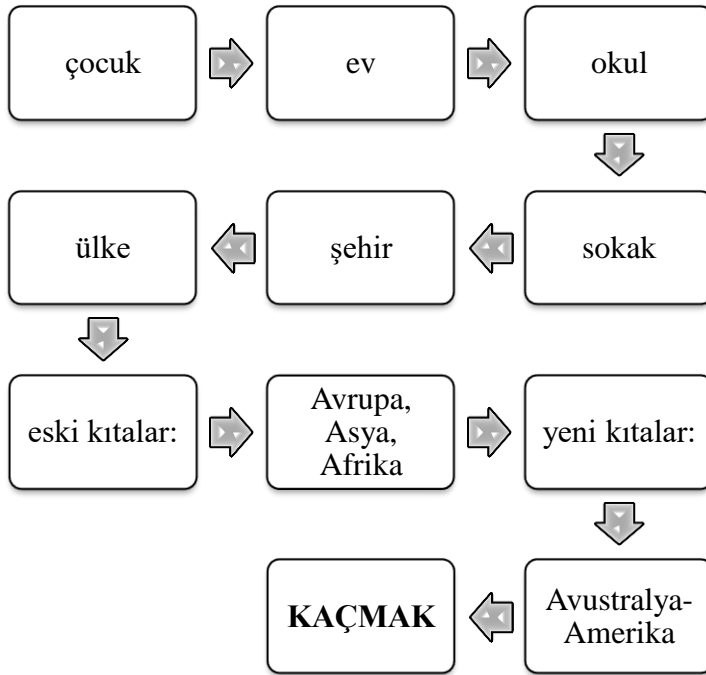 çocuk
ev
okul
sokak
şehir
ülke
eski kıtalar:
Avrupa,
Asya,
Afrika
yeni kıtalar:
Avustralya-
Amerika
KAÇMAK